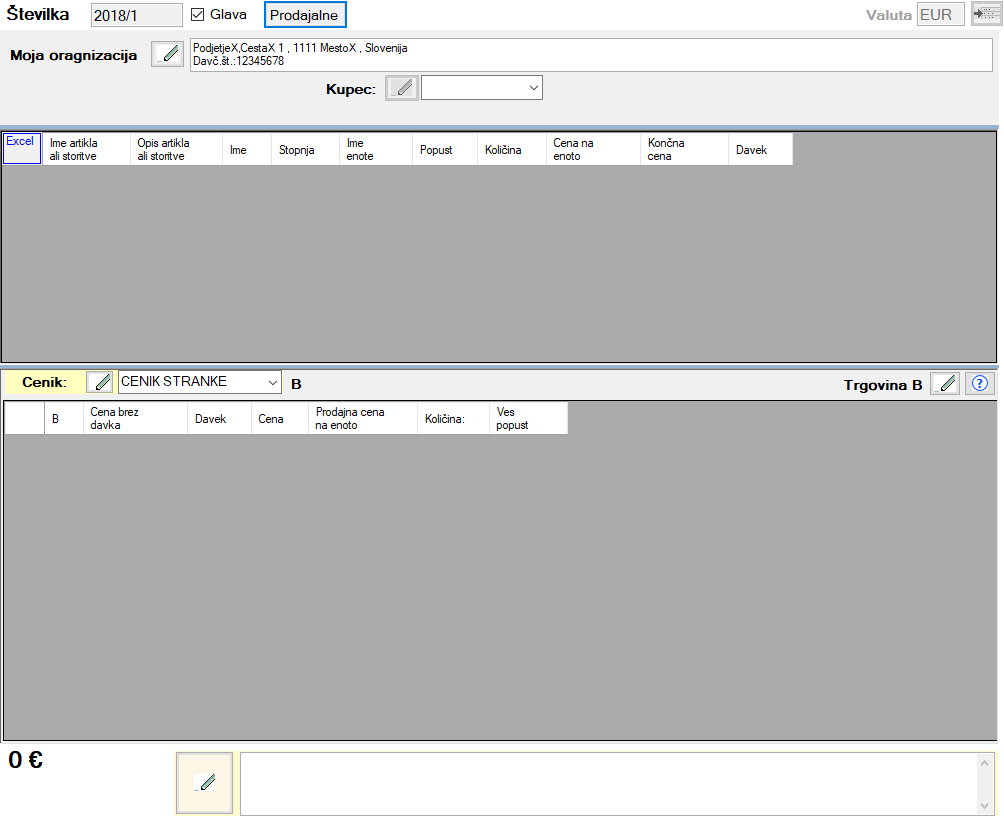 Številka 2018/1 Glava Prodajalne Valuta EUR
Moja oragnizacija PodjetjeX,CestaX 1 , 1111 MestoX , Slovenija
Davč.št.:12345678
Kupec:
Excel Ime artikla Opis artikla Ime Stopnja Ime Popust Količina Cena na Končna Davek
ali storitve ali storitve enote enoto cena
Cenik: CENIK STRANKE B Trgovina B ?
B Cena brez Davek Cena Prodajna cena Količina: Ves
davka na enoto popust
0 €